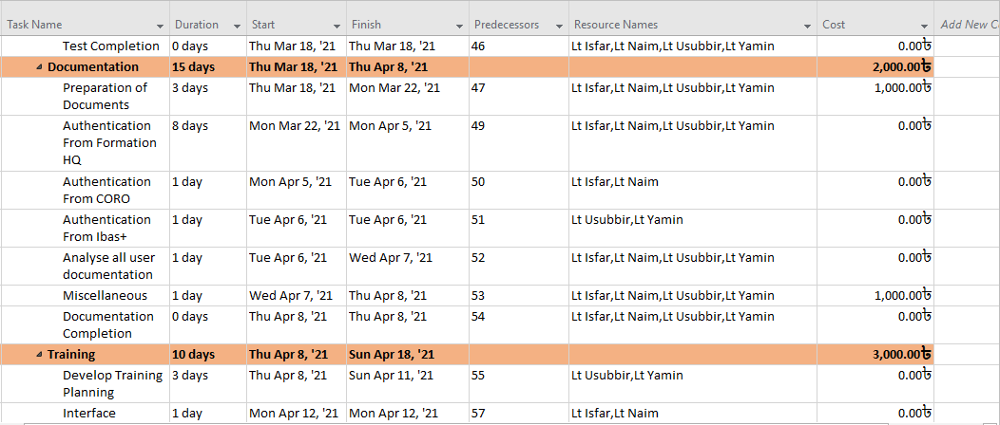 Task Name Duration Start Finish Predecessors Resource Names Cost Add New
Test Completion 0 days Thu Mar 18, '21 Thu Mar 18, '21 46 Lt Isfar,Lt Naim,Lt Usubbir,Lt Yamin 0.00৳
Documentation 15 days Thu Mar 18, '21 Thu Apr 8, '21 2,000.00৳
Preparation of 3 days Thu Mar 18, '21 Mon Mar 22, '21 47 Lt Isfar,Lt Naim,Lt Usubbir,Lt Yamin 1,000.00৳
Documents
Authentication 8 days Mon Mar 22, '21 Mon Apr 5, '21 49 Lt Isfar,Lt Naim,Lt Usubbir,Lt Yamin 0.00৳
From Formation
HQ
Authentication 1 day Mon Apr 5, '21 Tue Apr 6, '21 50 Lt Isfar,Lt Naim 0.00৳
From CORO
Authentication 1 day Tue Apr 6, '21 Tue Apr 6, '21 51 Lt Usubbir,Lt Yamin 0.00৳
From Ibas+
Analyse all user 1 day Tue Apr 6, '21 Wed Apr 7, '21 52 Lt Isfar,Lt Naim,Lt Usubbir,Lt Yamin 0.00৳
documentation
Miscellaneous 1 day Wed Apr 7, '21 Thu Apr 8, '21 53 Lt Isfar,Lt Naim,Lt Usubbir,Lt Yamin 1,000.00৳
Documentation 0 days Thu Apr 8, '21 Thu Apr 8, '21 54 Lt Isfar,Lt Naim,Lt Usubbir,Lt Yamin 0.00৳
Completion
Training 10 days Thu Apr 8, '21 Sun Apr 18, '21 3,000.00৳
Develop Training 3 days Thu Apr 8, '21 Sun Apr 11, '21 55 Lt Usubbir,Lt Yamin 0.00৳
Planning
Interface 1 day Mon Apr 12, '21 Mon Apr 12, '21 57 Lt Isfar,Lt Naim 0.00৳